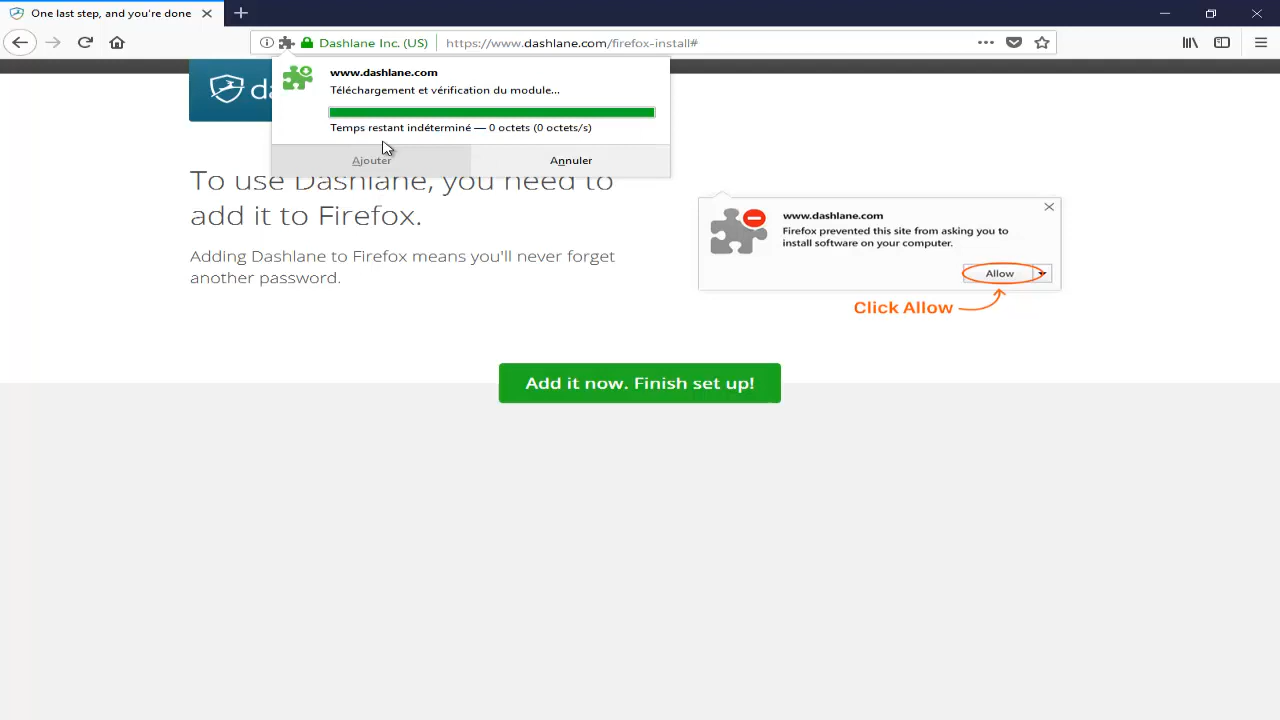 One last step, and you're done
Dashlane Inc. (US)
https://www.dashlane.com/firefox-install#
www.dashlane.com
Téléchargement et vérification du module...
Temps restant indéterminé — 0 octets (0 octets/s)
Ajouter
Annuler
To use Dashlane, you need to
add it to Firefox.
Adding Dashlane to Firefox means you'll never forget
another password.
www.dashlane.com
Firefox prevented this site from asking you to
install software on your computer.
Allow
Click Allow
Add it now. Finish set up!